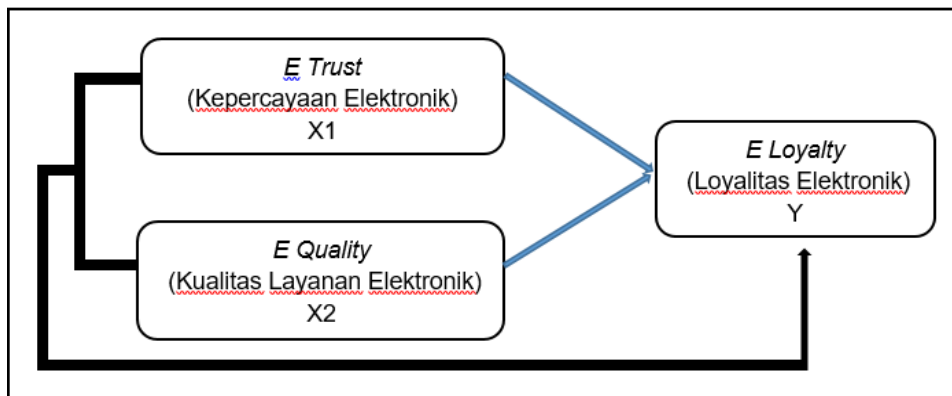 E Trust
(Kepercayaan Elektronik)
X1
E Loyalty
(Loyalitas Elektronik)
Y
E Quality
(Kualitas Layanan Elektronik)
X2